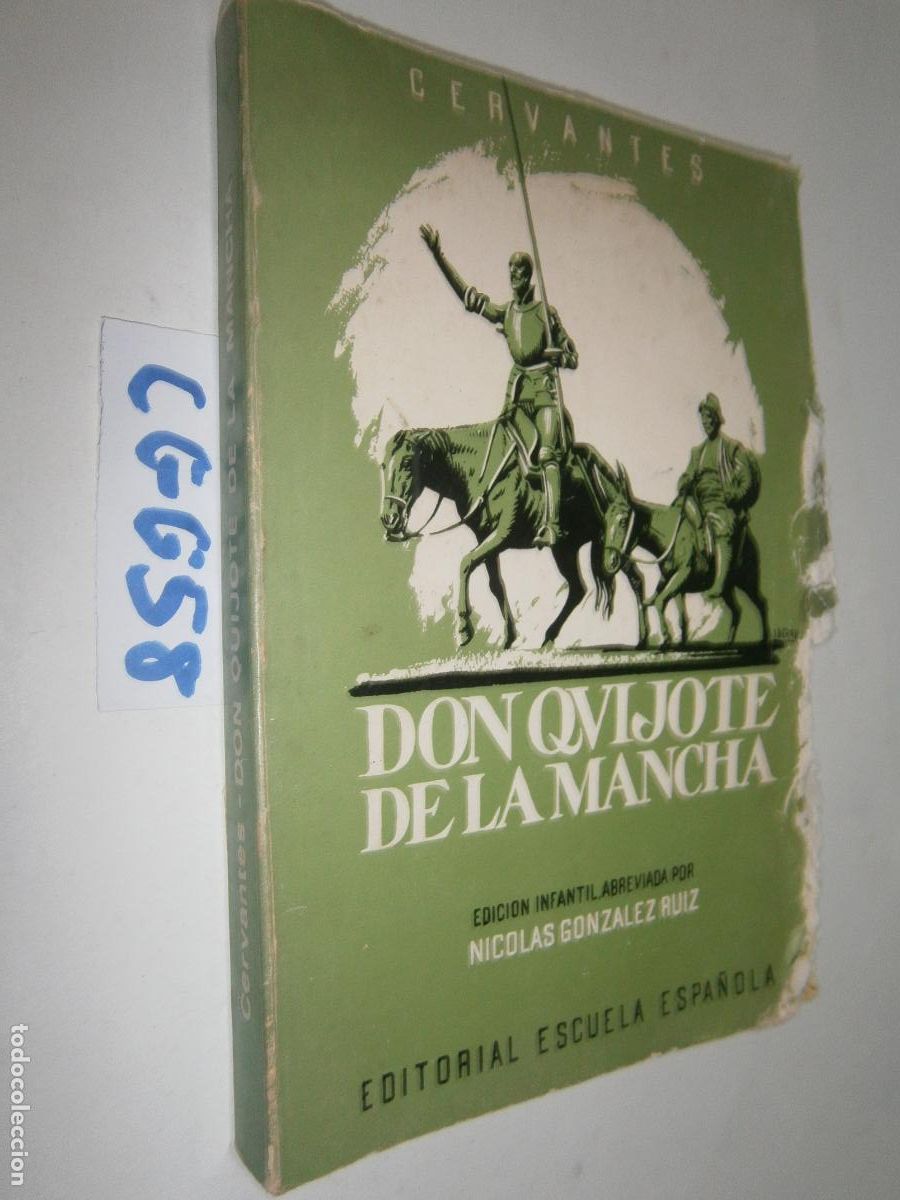 CERVANTES
DON QVIJOTE
DE LA MANCHA
EDICION INFANTIL, ABREVIADA POR
NICOLAS GONZALEZ RUIZ
EDITORIAL ESCUELA ESPAÑOLA
Cervantes - DON QUIJOTE DE LA MANCHA
todocoleccion